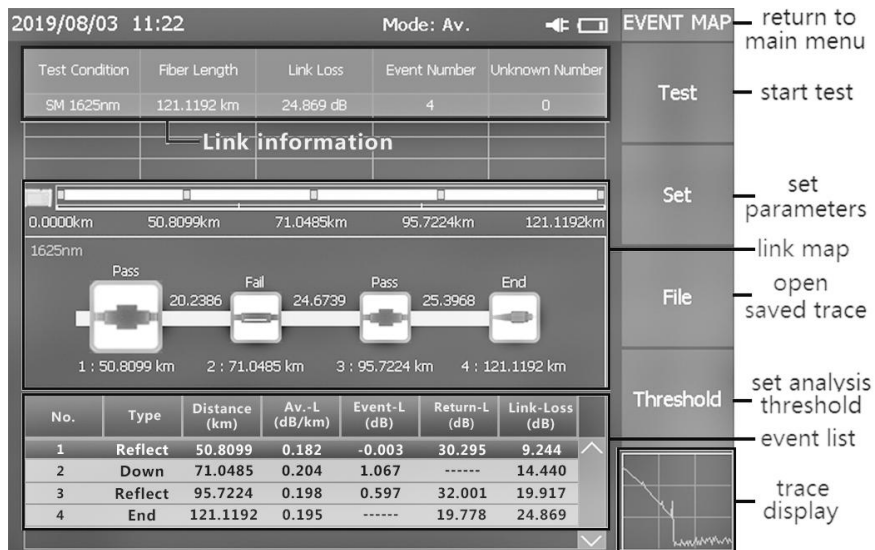 2019/08/03 11:22 Mode: Av. EVENT MAP
return to
main menu
Test Condition Fiber Length Link Loss Event Number Unknown Number
SM 1625nm 121.1192 km 24.869 dB 4 0
Test
start test
Link information
Set
set
parameters
0.0000km 50.8099km 71.0485km 95.7224km 121.1192km
link map
1625nm
Pass Fail Pass End
20.2386 24.6739 25.3968
File
open
saved trace
1 : 50.8099 km 2 : 71.0485 km 3 : 95.7224 km 4 : 121.1192 km
Threshold
set analysis
threshold
event list
No. Type Distance (km) Av.-L (dB/km) Event-L (dB) Return-L (dB) Link-Loss (dB)
1 Reflect 50.8099 0.182 -0.003 30.295 9.244
2 Down 71.0485 0.204 1.067 ------ 14.440
3 Reflect 95.7224 0.198 0.597 32.001 19.917
4 End 121.1192 0.195 ------ 19.778 24.869
trace
display